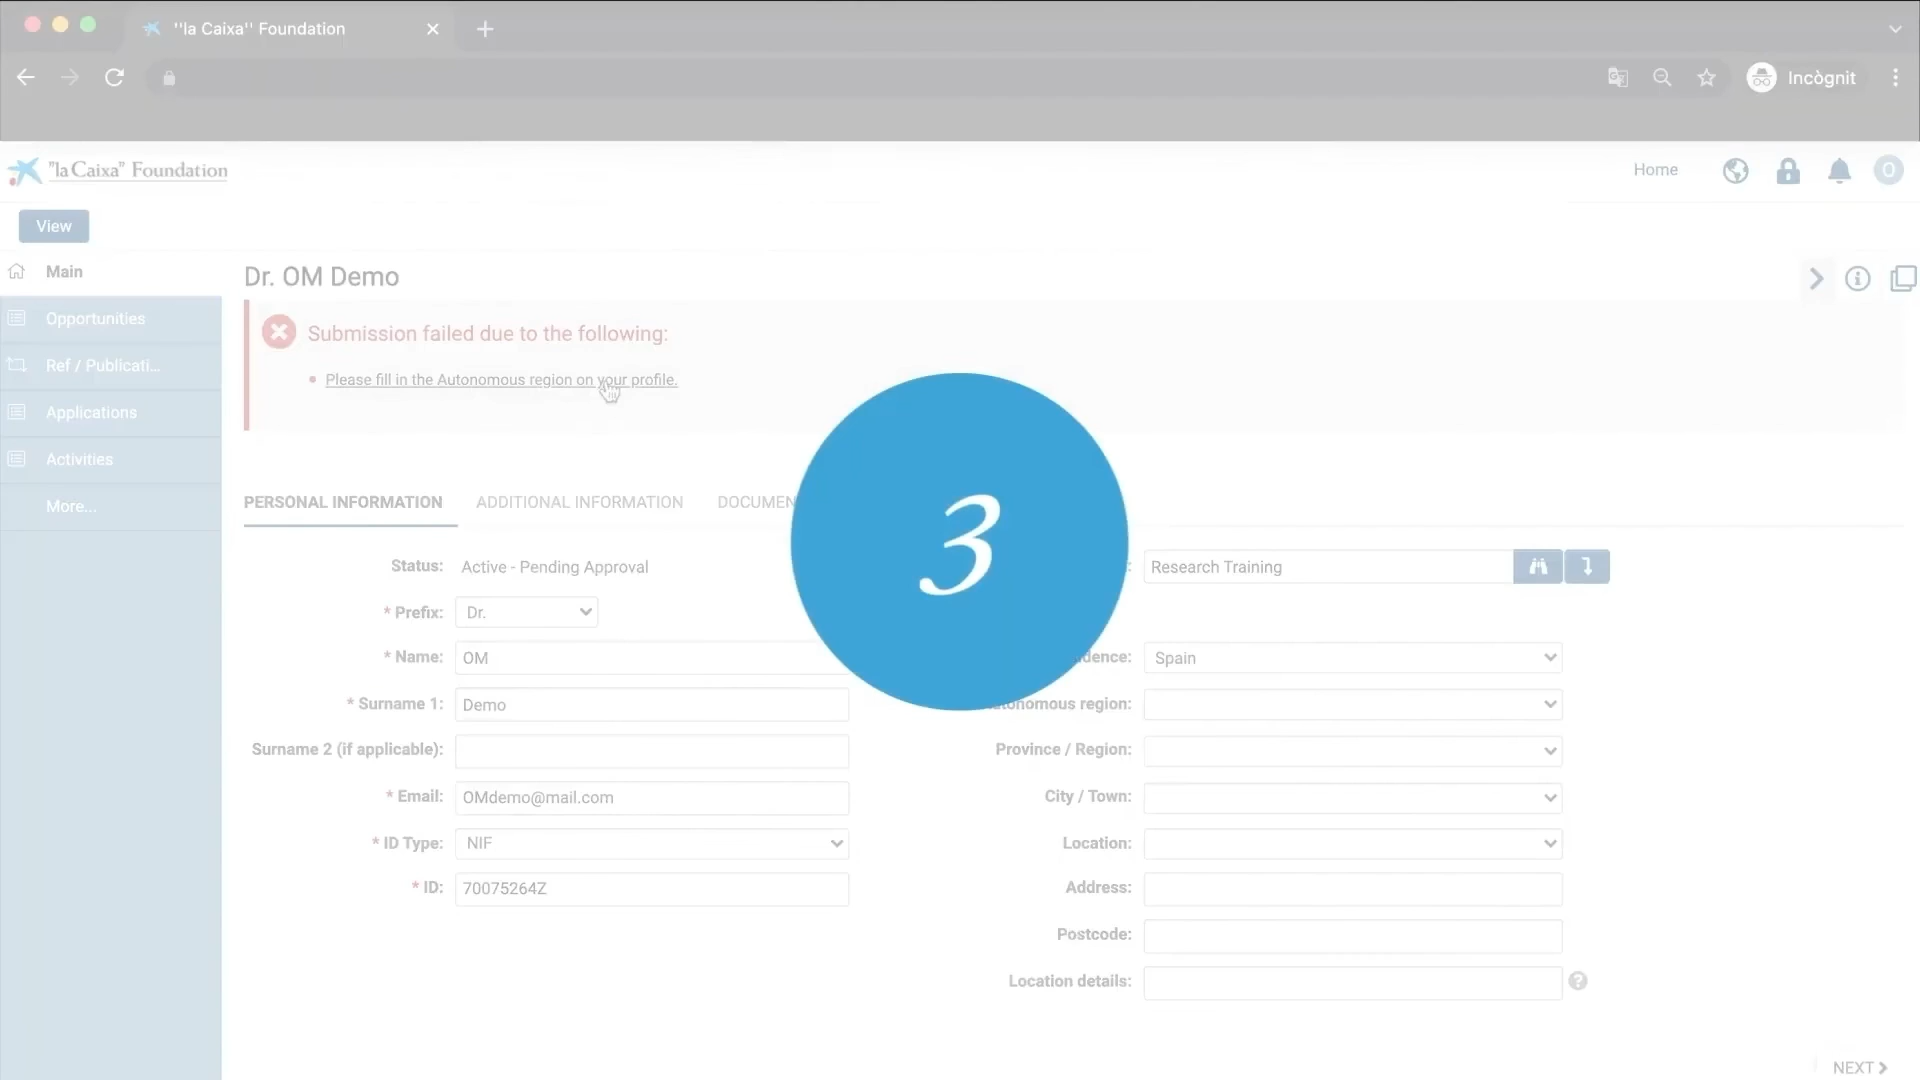 ''la Caixa'' Foundation
Incògnit
"la Caixa" Foundation
Home
O
View
Main
Opportunities
Ref / Publicati...
Applications
Activities
More...
Dr. OM Demo
Submission failed due to the following:
Please fill in the Autonomous region on your profile.
PERSONAL INFORMATION
ADDITIONAL INFORMATION
DOCUMEN
3
Status: Active - Pending Approval
* Prefix: Dr.
* Name: OM
* Surname 1: Demo
Surname 2 (if applicable):
* Email: OMdemo@mail.com
* ID Type: NIF
* ID: 70075264Z
: Research Training
dence: Spain
utonomous region:
Province / Region:
City / Town:
Location:
Address:
Postcode:
Location details:
NEXT